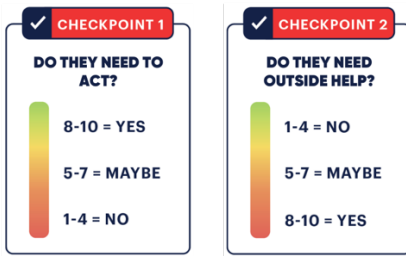 CHECKPOINT 1
DO THEY NEED TO
ACT?
8-10 = YES
5-7 = MAYBE
1-4 = NO
CHECKPOINT 2
DO THEY NEED
OUTSIDE HELP?
1-4 = NO
5-7 = MAYBE
8-10 = YES